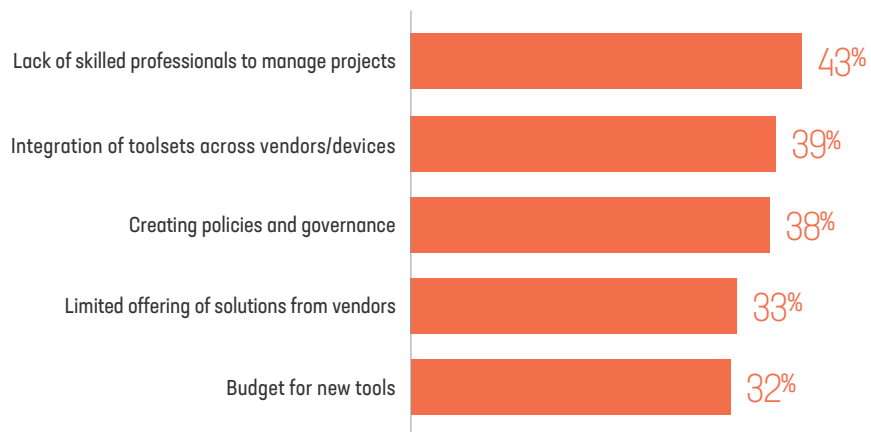 Lack of skilled professionals to manage projects 43%
Integration of toolsets across vendors/devices 39%
Creating policies and governance 38%
Limited offering of solutions from vendors 33%
Budget for new tools 32%